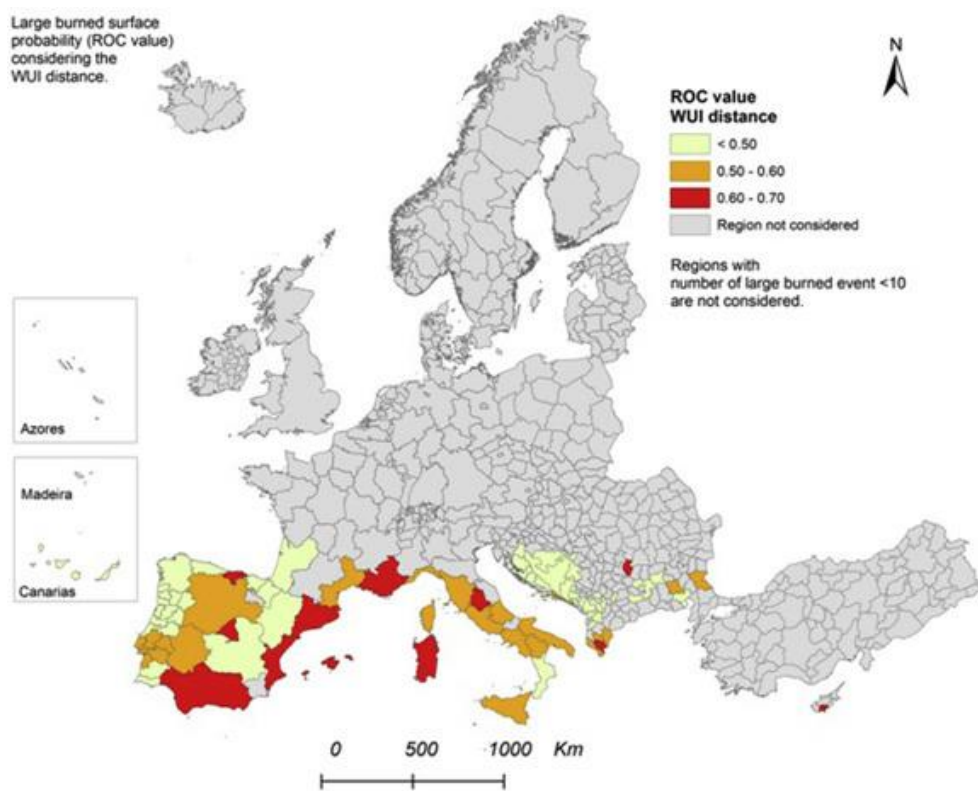 Large burned surface
probability (ROC value)
considering the
WUI distance.
N
ROC value
WUI distance
< 0.50
0.50 - 0.60
0.60 - 0.70
Region not considered
Regions with
number of large burned event <10
are not considered.
Azores
Madeira
Canarias
0 500 1000 Km